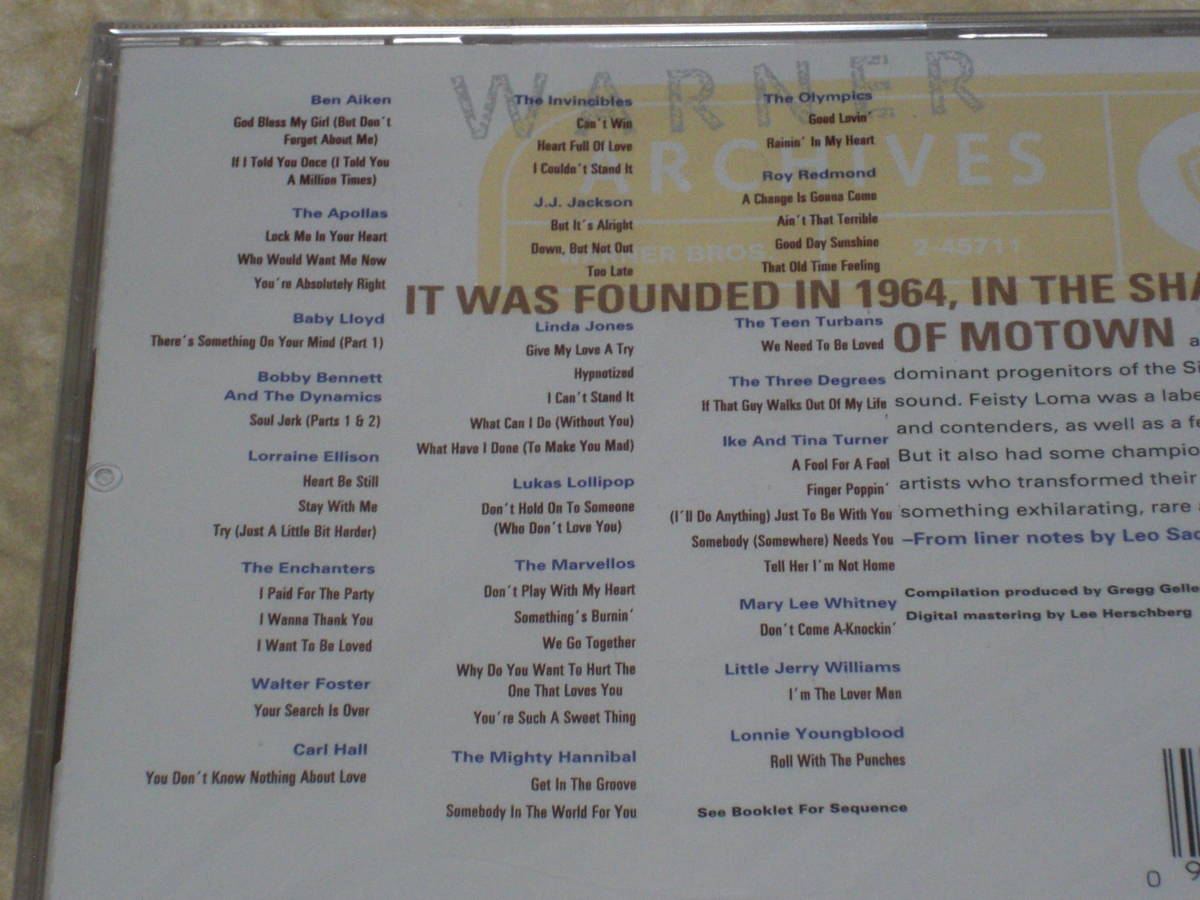 WARNER
ARCHIVES
WARNER BROS.
2-45711
Ben Aiken
God Bless My Girl (But Don't
Forget About Me)
If I Told You Once (I Told You
A Million Times)
The Apollas
Lock Me In Your Heart
Who Would Want Me Now
You're Absolutely Right
Baby Lloyd
There's Something On Your Mind (Part 1)
Bobby Bennett
And The Dynamics
Soul Jerk (Parts 1 & 2)
Lorraine Ellison
Heart Be Still
Stay With Me
Try (Just A Little Bit Harder)
The Enchanters
I Paid For The Party
I Wanna Thank You
I Want To Be Loved
Walter Foster
Your Search Is Over
Carl Hall
You Don't Know Nothing About Love
The Invincibles
Can't Win
Heart Full Of Love
I Couldn't Stand It
J.J. Jackson
But It's Alright
Down, But Not Out
Too Late
Linda Jones
Give My Love A Try
Hypnotized
I Can't Stand It
What Can I Do (Without You)
What Have I Done (To Make You Mad)
Lukas Lollipop
Don't Hold On To Someone
(Who Don't Love You)
The Marvellos
Don't Play With My Heart
Something's Burnin'
We Go Together
Why Do You Want To Hurt The
One That Loves You
You're Such A Sweet Thing
The Mighty Hannibal
Get In The Groove
Somebody In The World For You
The Olympics
Good Lovin'
Rainin' In My Heart
Roy Redmond
A Change Is Gonna Come
Ain't That Terrible
Good Day Sunshine
That Old Time Feeling
The Teen Turbans
We Need To Be Loved
The Three Degrees
If That Guy Walks Out Of My Life
Ike And Tina Turner
A Fool For A Fool
Finger Poppin'
(I'll Do Anything) Just To Be With You
Somebody (Somewhere) Needs You
Tell Her I'm Not Home
Mary Lee Whitney
Don't Come A-Knockin'
Little Jerry Williams
I'm The Lover Man
Lonnie Youngblood
Roll With The Punches
See Booklet For Sequence
IT WAS FOUNDED IN 1964, IN THE SHA
OF MOTOWN a
dominant progenitors of the Si
sound. Feisty Loma was a labe
and contenders, as well as a fe
But it also had some champio
artists who transformed their
something exhilarating, rare a
–From liner notes by Leo Sac
Compilation produced by Gregg Gelle
Digital mastering by Lee Herschberg
0 9